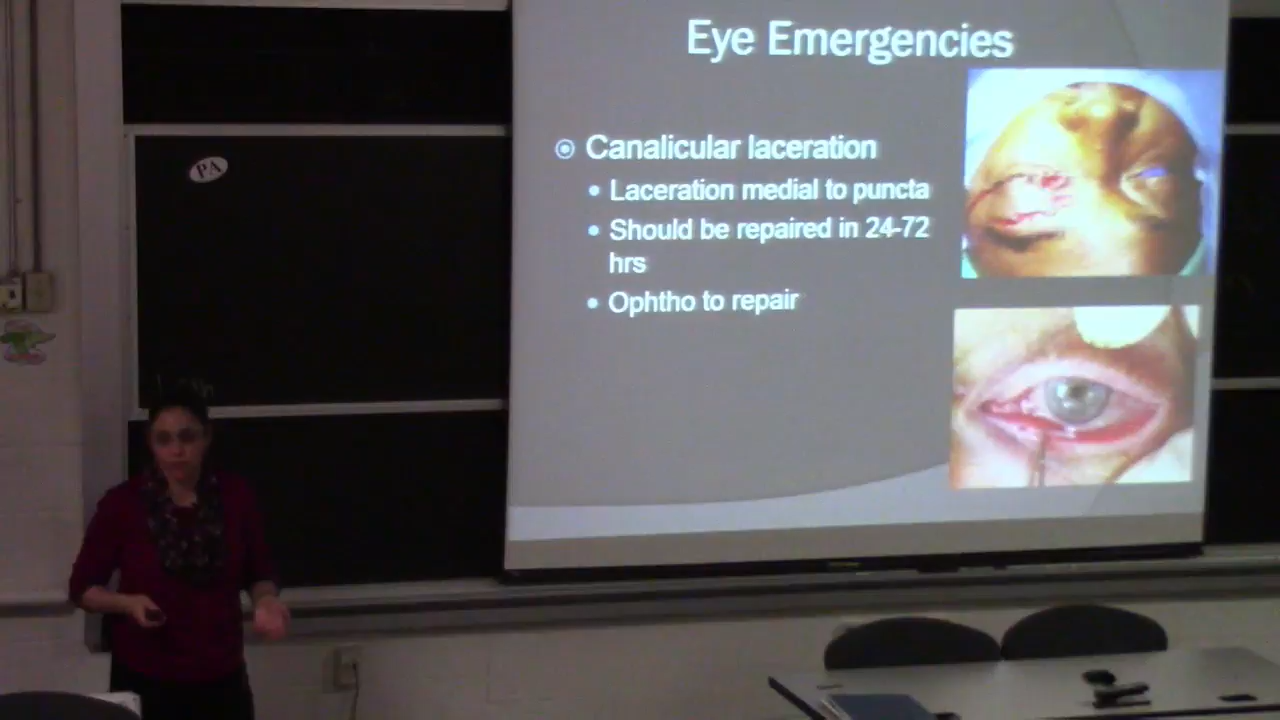 Eye Emergencies
PA
Canalicular laceration
Laceration medial to puncta
Should be repaired in 24-72
hrs
Ophtho to repair